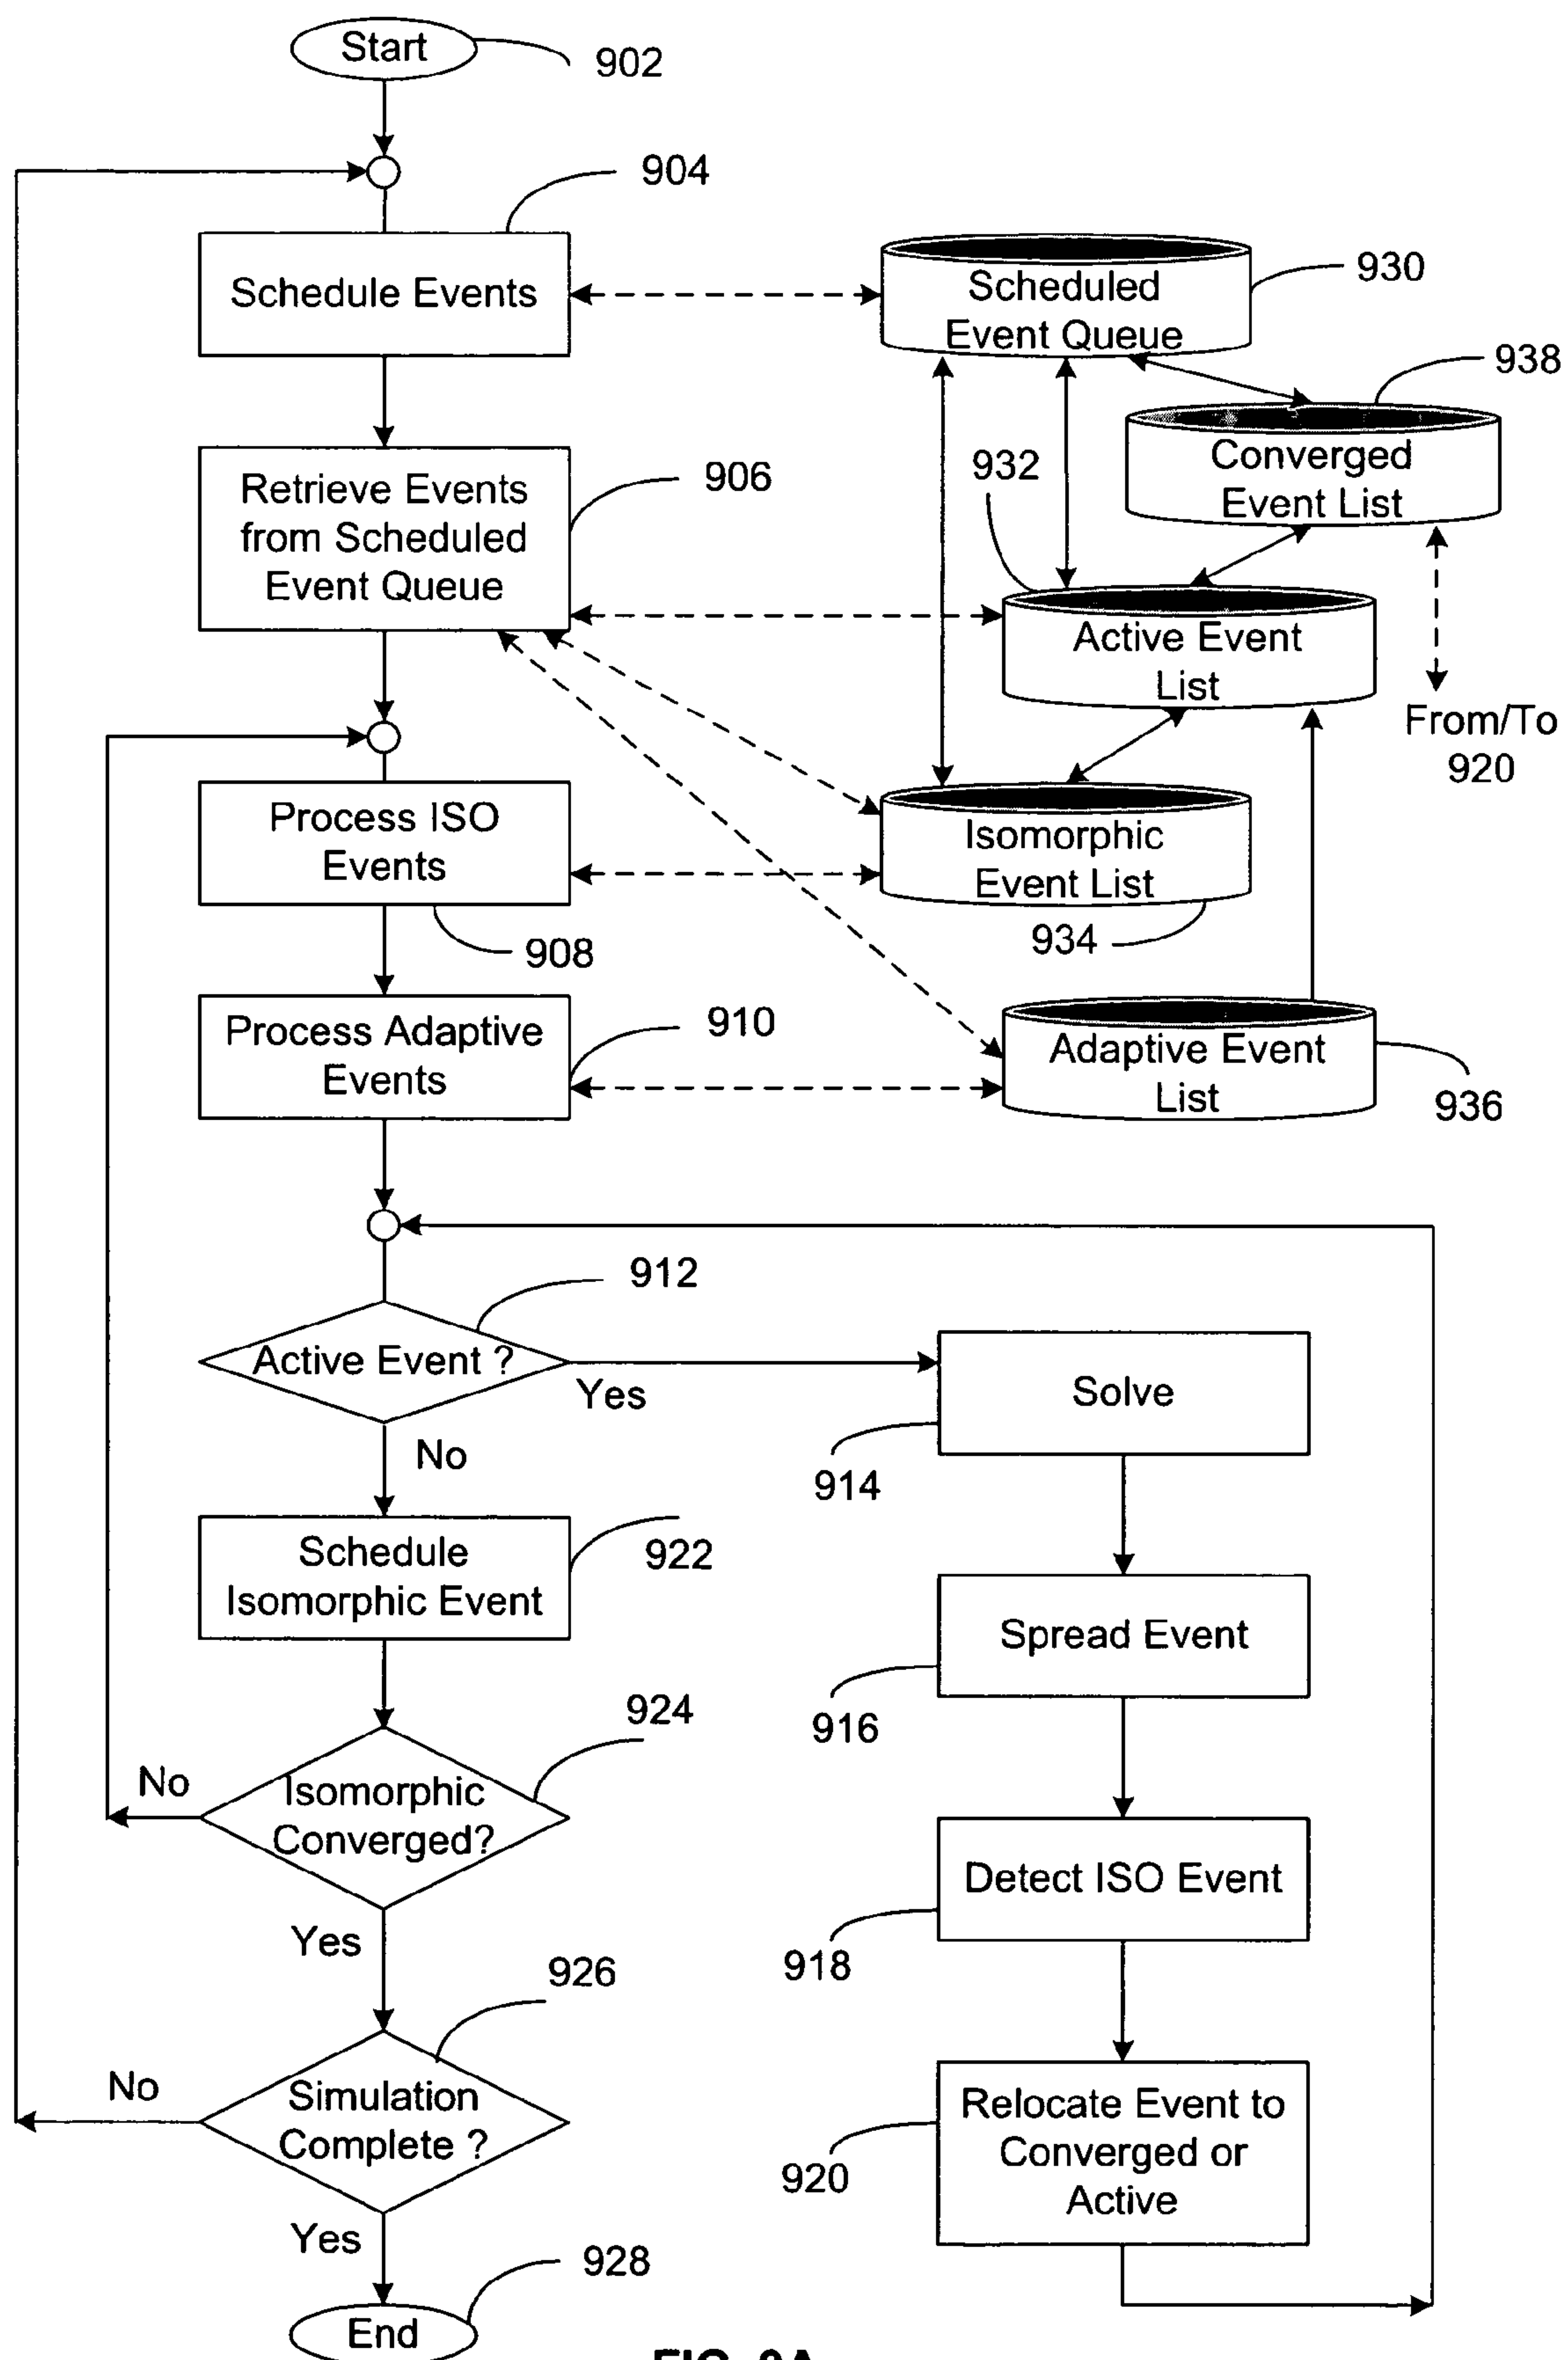 Start
902
904
Schedule Events
Scheduled
Event Queue
930
938
Converged
Event List
932
Retrieve Events
from Scheduled
Event Queue
906
Active Event
List
From/To
920
Process ISO
Events
908
Isomorphic
Event List
934
Process Adaptive
Events
910
Adaptive Event
List
936
912
Active Event ?
Yes
No
Solve
914
Schedule
Isomorphic Event
922
Spread Event
916
924
Isomorphic
Converged?
No
Yes
Detect ISO Event
918
926
Simulation
Complete ?
No
Yes
Relocate Event to
Converged or
Active
920
928
End